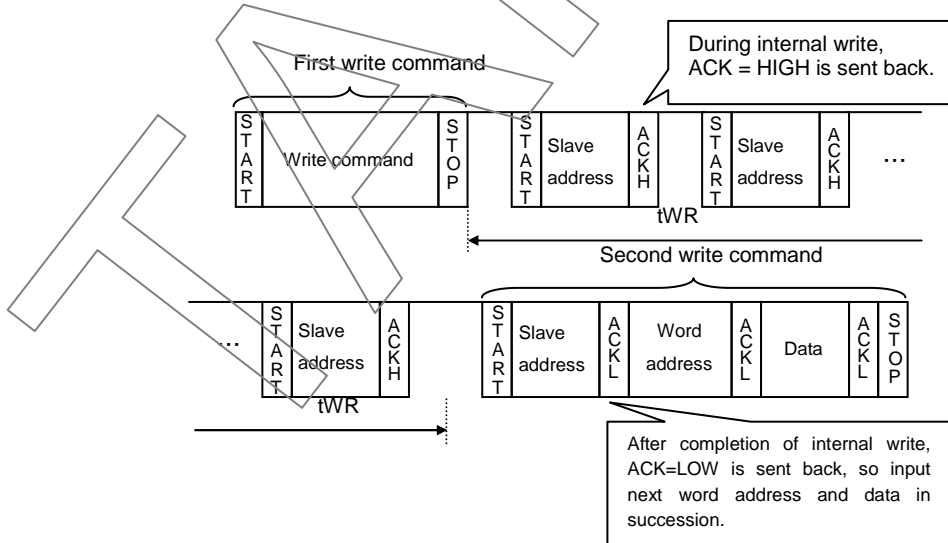 First write command
During internal write,
ACK = HIGH is sent back.
START Write command STOP START Slave address ACKH START Slave address ACKH ...
tWR
Second write command
... START Slave address ACKH START Slave address ACKL Word address ACKL Data ACKL STOP
tWR
After completion of internal write,
ACK=LOW is sent back, so input
next word address and data in
succession.